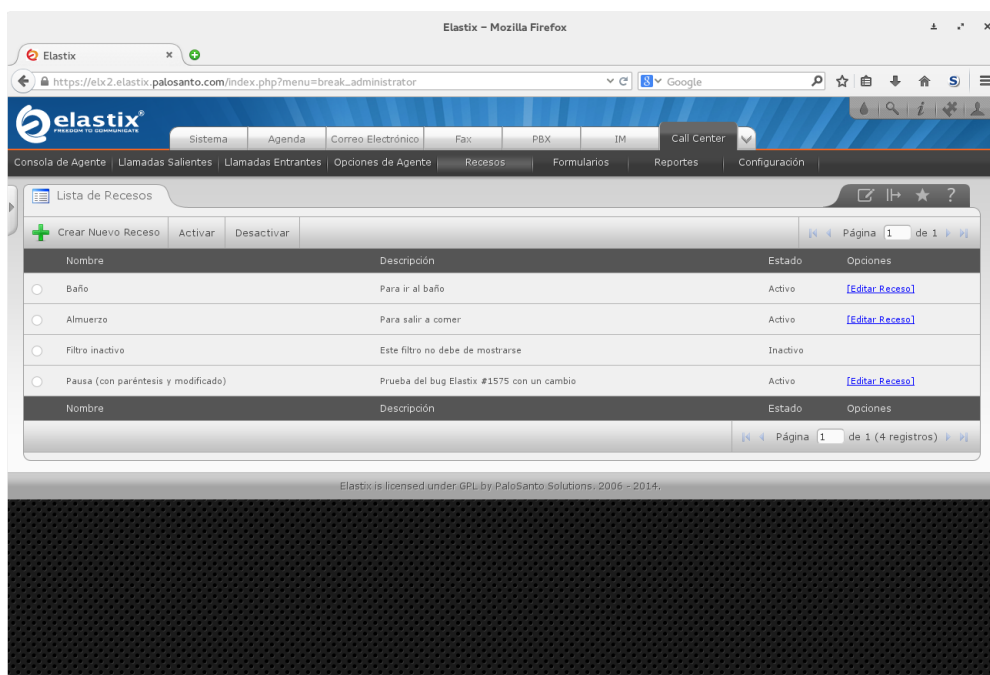 Elastix - Mozilla Firefox
Elastix
https://elx2.elastix.palosanto.com/index.php?menu=break_administrator
Google
elastix®
FREEDOM TO COMMUNICATE
Sistema Agenda Correo Electrónico Fax PBX IM Call Center
Consola de Agente Llamadas Salientes Llamadas Entrantes Opciones de Agente Recesos Formularios Reportes Configuración
Lista de Recesos
Crear Nuevo Receso Activar Desactivar Página 1 de 1
Nombre Descripción Estado Opciones
Baño Para ir al baño Activo [Editar Receso]
Almuerzo Para salir a comer Activo [Editar Receso]
Filtro inactivo Este filtro no debe de mostrarse Inactivo
Pausa (con paréntesis y modificado) Prueba del bug Elastix #1575 con un cambio Activo [Editar Receso]
Nombre Descripción Estado Opciones
Página 1 de 1 (4 registros)
Elastix is licensed under GPL by PaloSanto Solutions. 2006 - 2014.